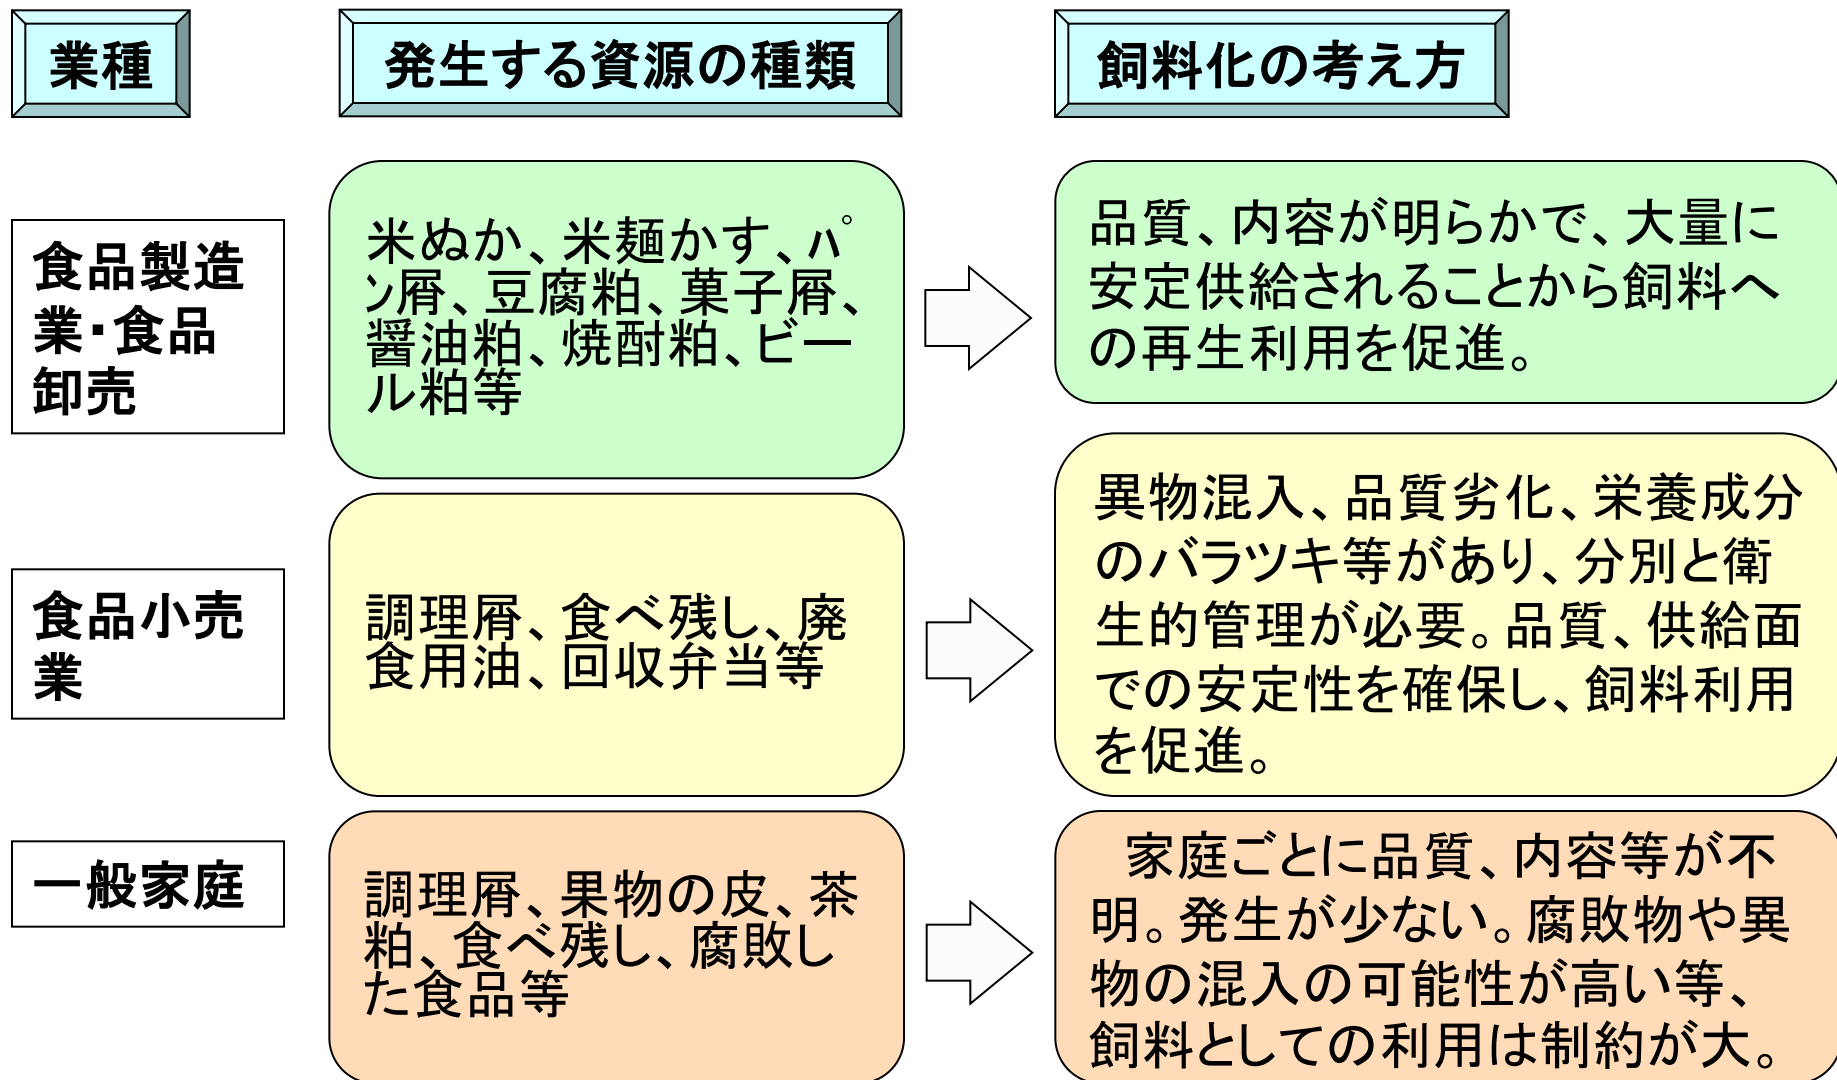 業種
発生する資源の種類
飼料化の考え方
食品製造
業・食品
卸売
米ぬか、米麺かす、ﾊﾟ
ﾝ屑、豆腐粕、菓子屑、
醤油粕、焼酎粕、ビー
ル粕等
品質、内容が明らかで、大量に
安定供給されることから飼料へ
の再生利用を促進。
食品小売
業
調理屑、食べ残し、廃
食用油、回収弁当等
異物混入、品質劣化、栄養成分
のバラツキ等があり、分別と衛
生的管理が必要。品質、供給面
での安定性を確保し、飼料利用
を促進。
一般家庭
調理屑、果物の皮、茶
粕、食べ残し、腐敗し
た食品等
家庭ごとに品質、内容等が不
明。発生が少ない。腐敗物や異
物の混入の可能性が高い等、
飼料としての利用は制約が大。